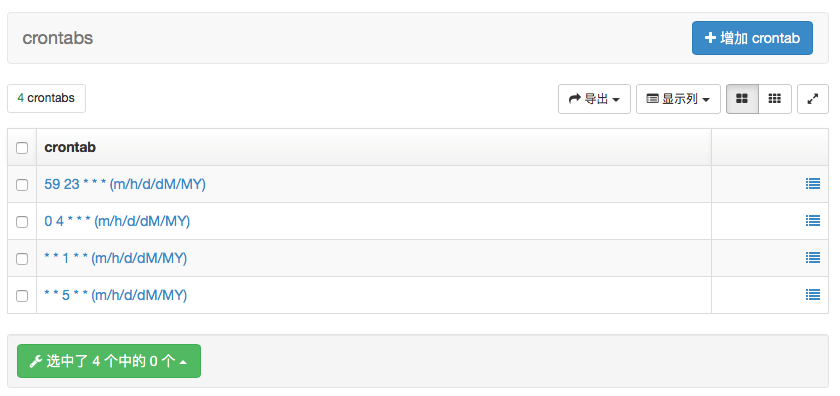 crontabs
增加 crontab
4 crontabs
导出
显示列
crontab
59 23 * * * (m/h/d/dM/MY)
0 4 * * * (m/h/d/dM/MY)
* * 1 * * (m/h/d/dM/MY)
* * 5 * * (m/h/d/dM/MY)
选中了 4 个中的 0 个